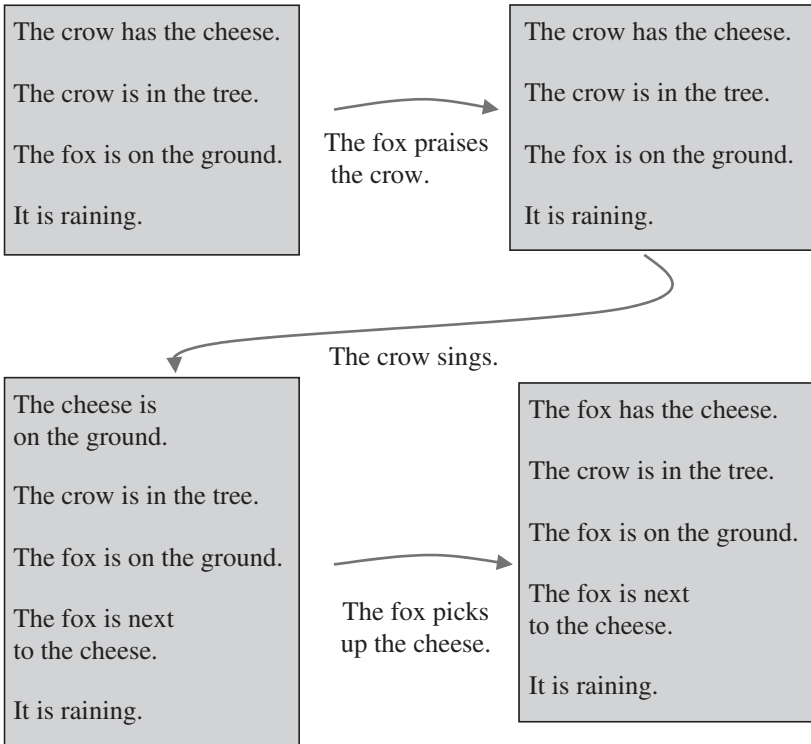 The crow has the cheese.
The crow is in the tree.
The fox is on the ground.
It is raining.
The fox praises
the crow.
The crow has the cheese.
The crow is in the tree.
The fox is on the ground.
It is raining.
The crow sings.
The cheese is
on the ground.
The crow is in the tree.
The fox is on the ground.
The fox is next
to the cheese.
It is raining.
The fox picks
up the cheese.
The fox has the cheese.
The crow is in the tree.
The fox is on the ground.
The fox is next
to the cheese.
It is raining.